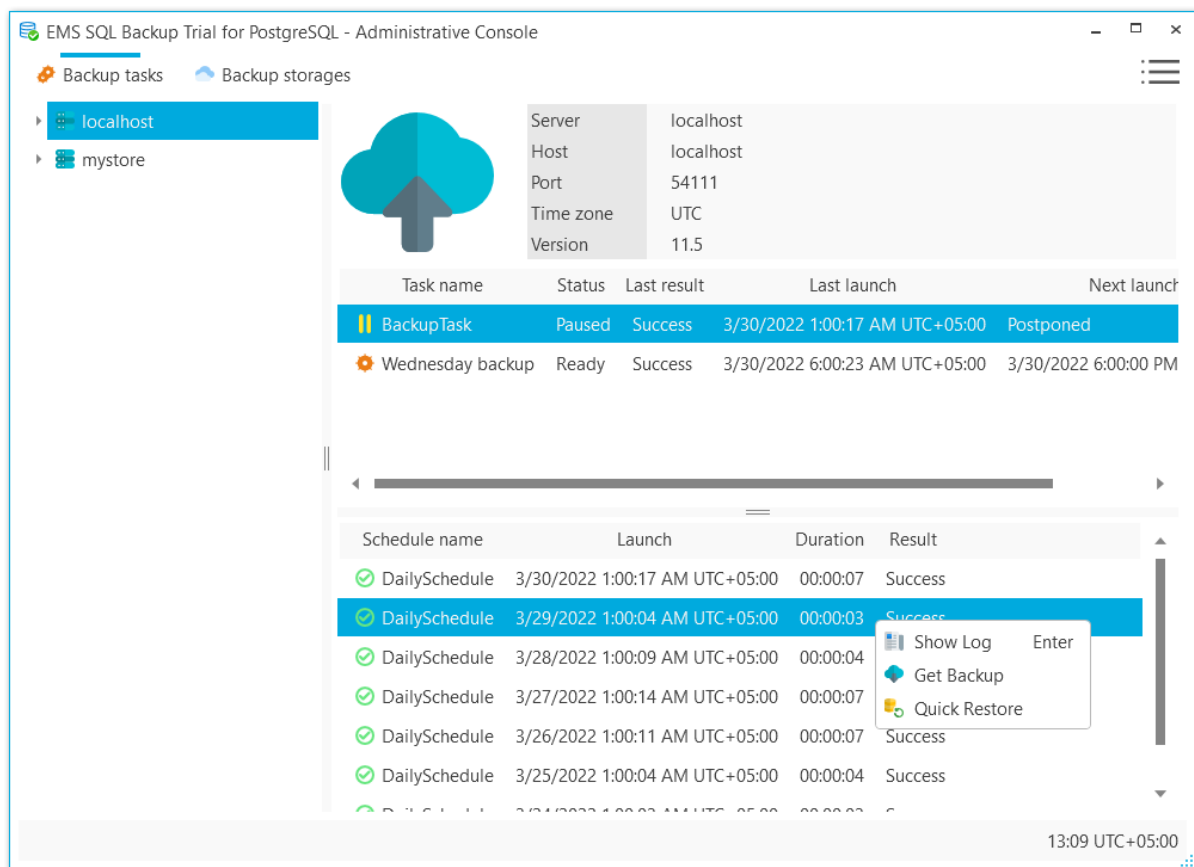 EMS SQL Backup Trial for PostgreSQL - Administrative Console
Backup tasks Backup storages
localhost
mystore
Server localhost
Host localhost
Port 54111
Time zone UTC
Version 11.5
Task name Status Last result Last launch Next launch
BackupTask Paused Success 3/30/2022 1:00:17 AM UTC+05:00 Postponed
Wednesday backup Ready Success 3/30/2022 6:00:23 AM UTC+05:00 3/30/2022 6:00:00 PM
Schedule name Launch Duration Result
DailySchedule 3/30/2022 1:00:17 AM UTC+05:00 00:00:07 Success
DailySchedule 3/29/2022 1:00:04 AM UTC+05:00 00:00:03 Success
Show Log Enter
DailySchedule 3/28/2022 1:00:09 AM UTC+05:00 00:00:04
Get Backup
DailySchedule 3/27/2022 1:00:14 AM UTC+05:00 00:00:07
Quick Restore
DailySchedule 3/26/2022 1:00:11 AM UTC+05:00 00:00:07 Success
DailySchedule 3/25/2022 1:00:04 AM UTC+05:00 00:00:04 Success
13:09 UTC+05:00